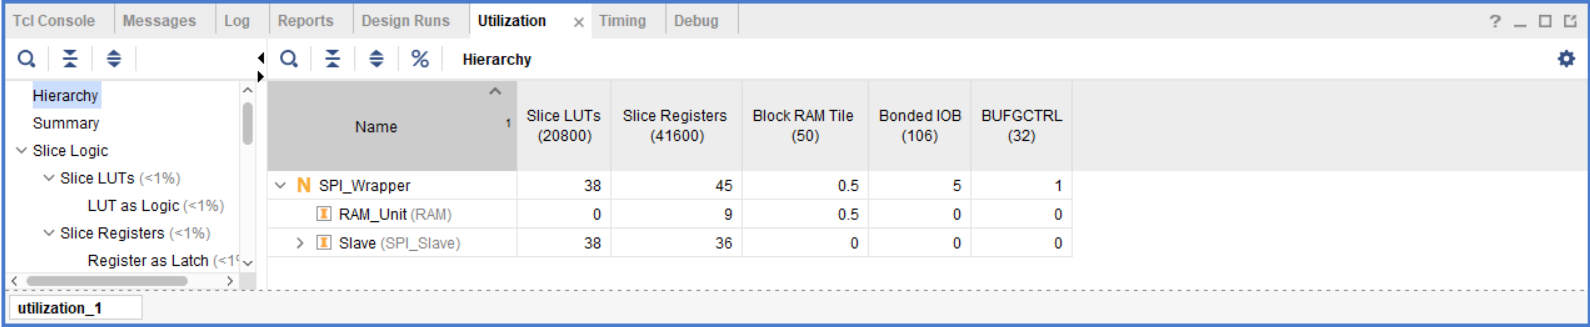 Tcl Console Messages Log Reports Design Runs Utilization × Timing Debug ?
% Hierarchy
Hierarchy
Summary
Slice Logic
Slice LUTs (<1%)
LUT as Logic (<1%)
Slice Registers (<1%)
Register as Latch (<1%
Name 1 Slice LUTs (20800) Slice Registers (41600) Block RAM Tile (50) Bonded IOB (106) BUFGCTRL (32)
N SPI_Wrapper 38 45 0.5 5 1
I RAM_Unit (RAM) 0 9 0.5 0 0
I Slave (SPI_Slave) 38 36 0 0 0
utilization_1